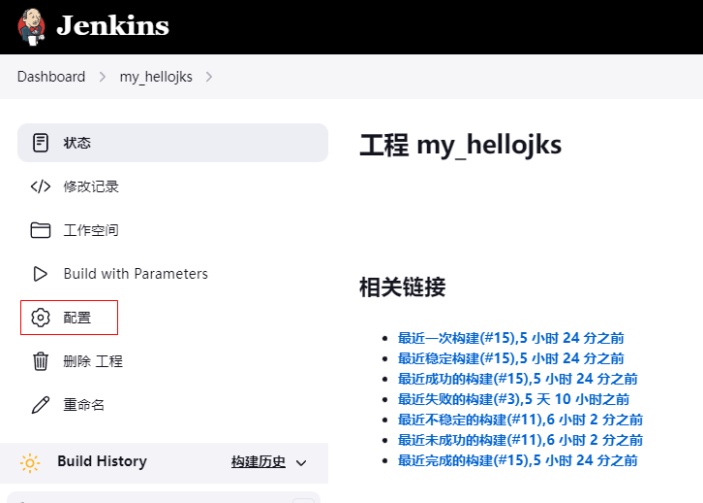 Jenkins
Dashboard > my_hellojks >
状态
修改记录
工作空间
Build with Parameters
配置
删除 工程
重命名
Build History 构建历史
工程 my_hellojks
相关链接
最近一次构建(#15),5 小时 24 分之前
最近稳定构建(#15),5 小时 24 分之前
最近成功的构建(#15),5 小时 24 分之前
最近失败的构建(#3),5 天 10 小时之前
最近不稳定的构建(#11),6 小时 2 分之前
最近未成功的构建(#11),6 小时 2 分之前
最近完成的构建(#15),5 小时 24 分之前